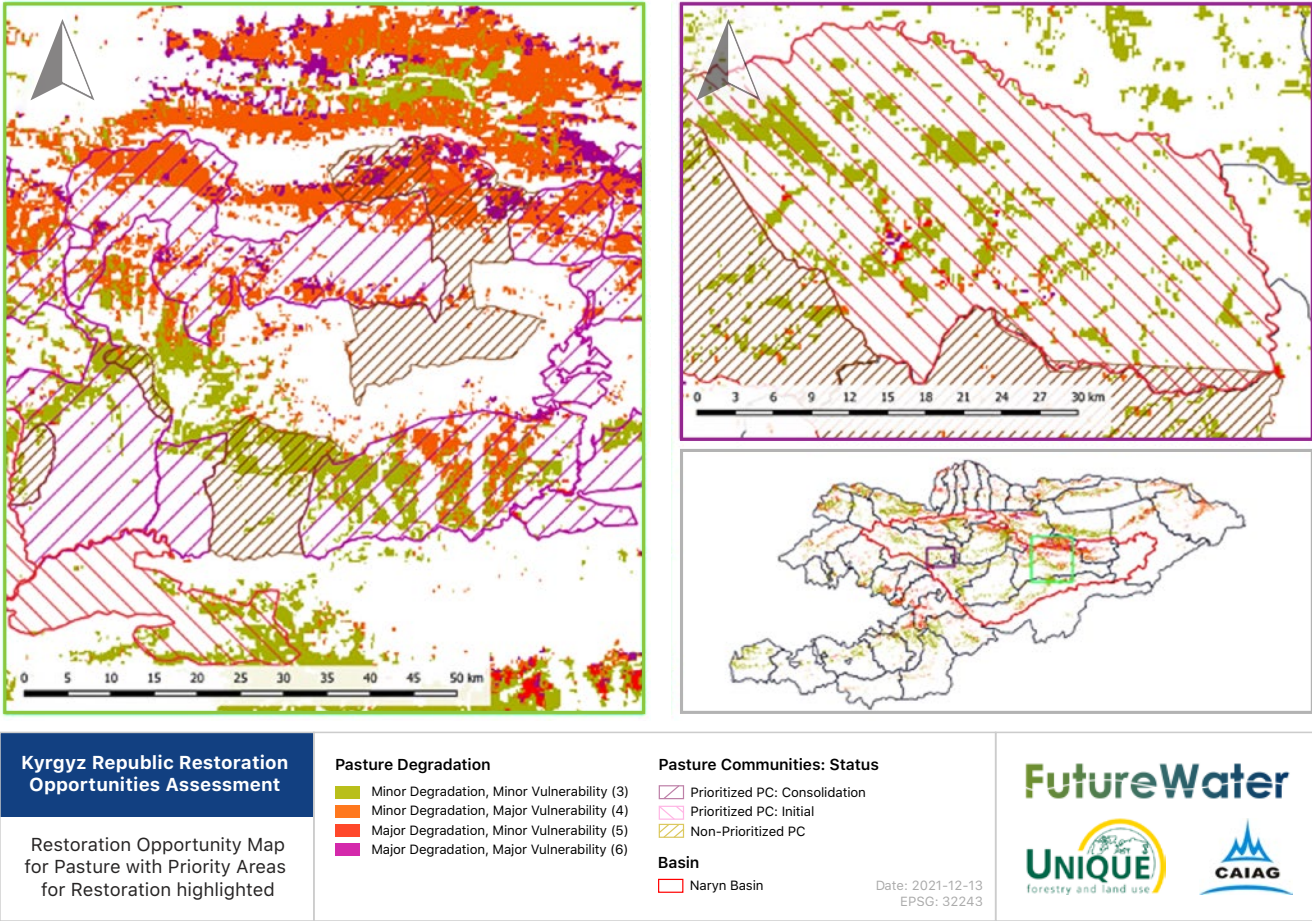 0 5 10 15 20 25 30 35 40 45 50 km
0 3 6 9 12 15 18 21 24 27 30 km
Kyrgyz Republic Restoration
Opportunities Assessment
Restoration Opportunity Map
for Pasture with Priority Areas
for Restoration highlighted
Pasture Degradation
Minor Degradation, Minor Vulnerability (3)
Minor Degradation, Major Vulnerability (4)
Major Degradation, Minor Vulnerability (5)
Major Degradation, Major Vulnerability (6)
Pasture Communities: Status
Prioritized PC: Consolidation
Prioritized PC: Initial
Non-Prioritized PC
Basin
Naryn Basin
Date: 2021-12-13
EPSG: 32243
FutureWater
UNIQUE
forestry and land use
CAIAG